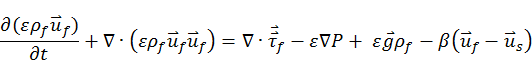 ∂(ερ_f u⃗_f)/∂t + ∇ · (ερ_f u⃗_f u⃗_f) = ∇ · τ⃗⃗_f − ε∇P + εg⃗ρ_f − β(u⃗_f − u⃗_s)